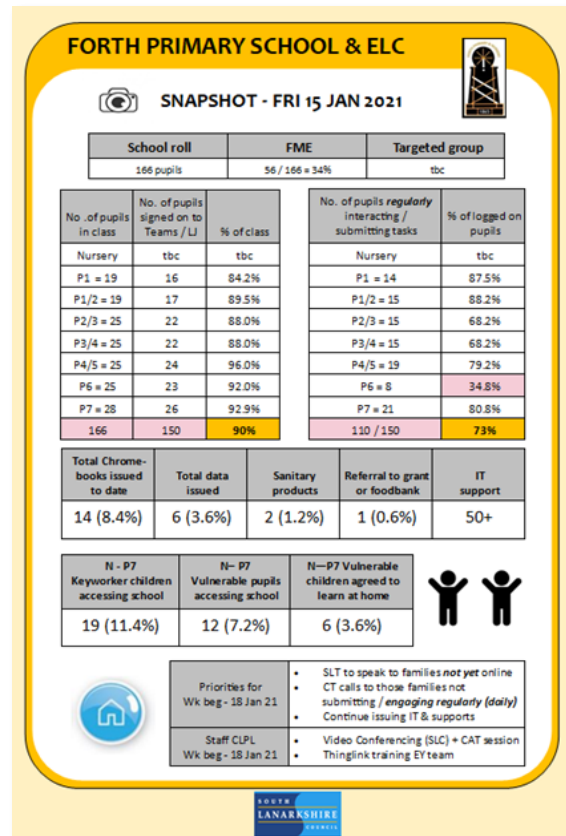 FORTH PRIMARY SCHOOL & ELC
SNAPSHOT - FRI 15 JAN 2021
School roll FME Targeted group
166 pupils 56 / 166 = 34% tbc
No .of pupils in class No. of pupils signed on to Teams / LJ % of class
Nursery tbc tbc
P1 = 19 16 84.2%
P1/2 = 19 17 89.5%
P2/3 = 25 22 88.0%
P3/4 = 25 22 88.0%
P4/5 = 25 24 96.0%
P6 = 25 23 92.0%
P7 = 28 26 92.9%
166 150 90%
No. of pupils regularly interacting / submitting tasks % of logged on pupils
Nursery tbc
P1 = 14 87.5%
P1/2 = 15 88.2%
P2/3 = 15 68.2%
P3/4 = 15 68.2%
P4/5 = 19 79.2%
P6 = 8 34.8%
P7 = 21 80.8%
110 / 150 73%
Total Chrome-
books issued
to date
Total data
issued
Sanitary
products
Referral to grant
or foodbank
IT
support
14 (8.4%) 6 (3.6%) 2 (1.2%) 1 (0.6%) 50+
N - P7
Keyworker children
accessing school
N– P7
Vulnerable pupils
accessing school
N—P7 Vulnerable
children agreed to
learn at home
19 (11.4%) 12 (7.2%) 6 (3.6%)
Priorities for
Wk beg - 18 Jan 21
• SLT to speak to families not yet online
• CT calls to those families not
submitting / engaging regularly (daily)
• Continue issuing IT & supports
Staff CLPL
Wk beg - 18 Jan 21
• Video Conferencing (SLC) + CAT session
• Thinglink training EY team
SOUTH
LANARKSHIRE
COUNCIL